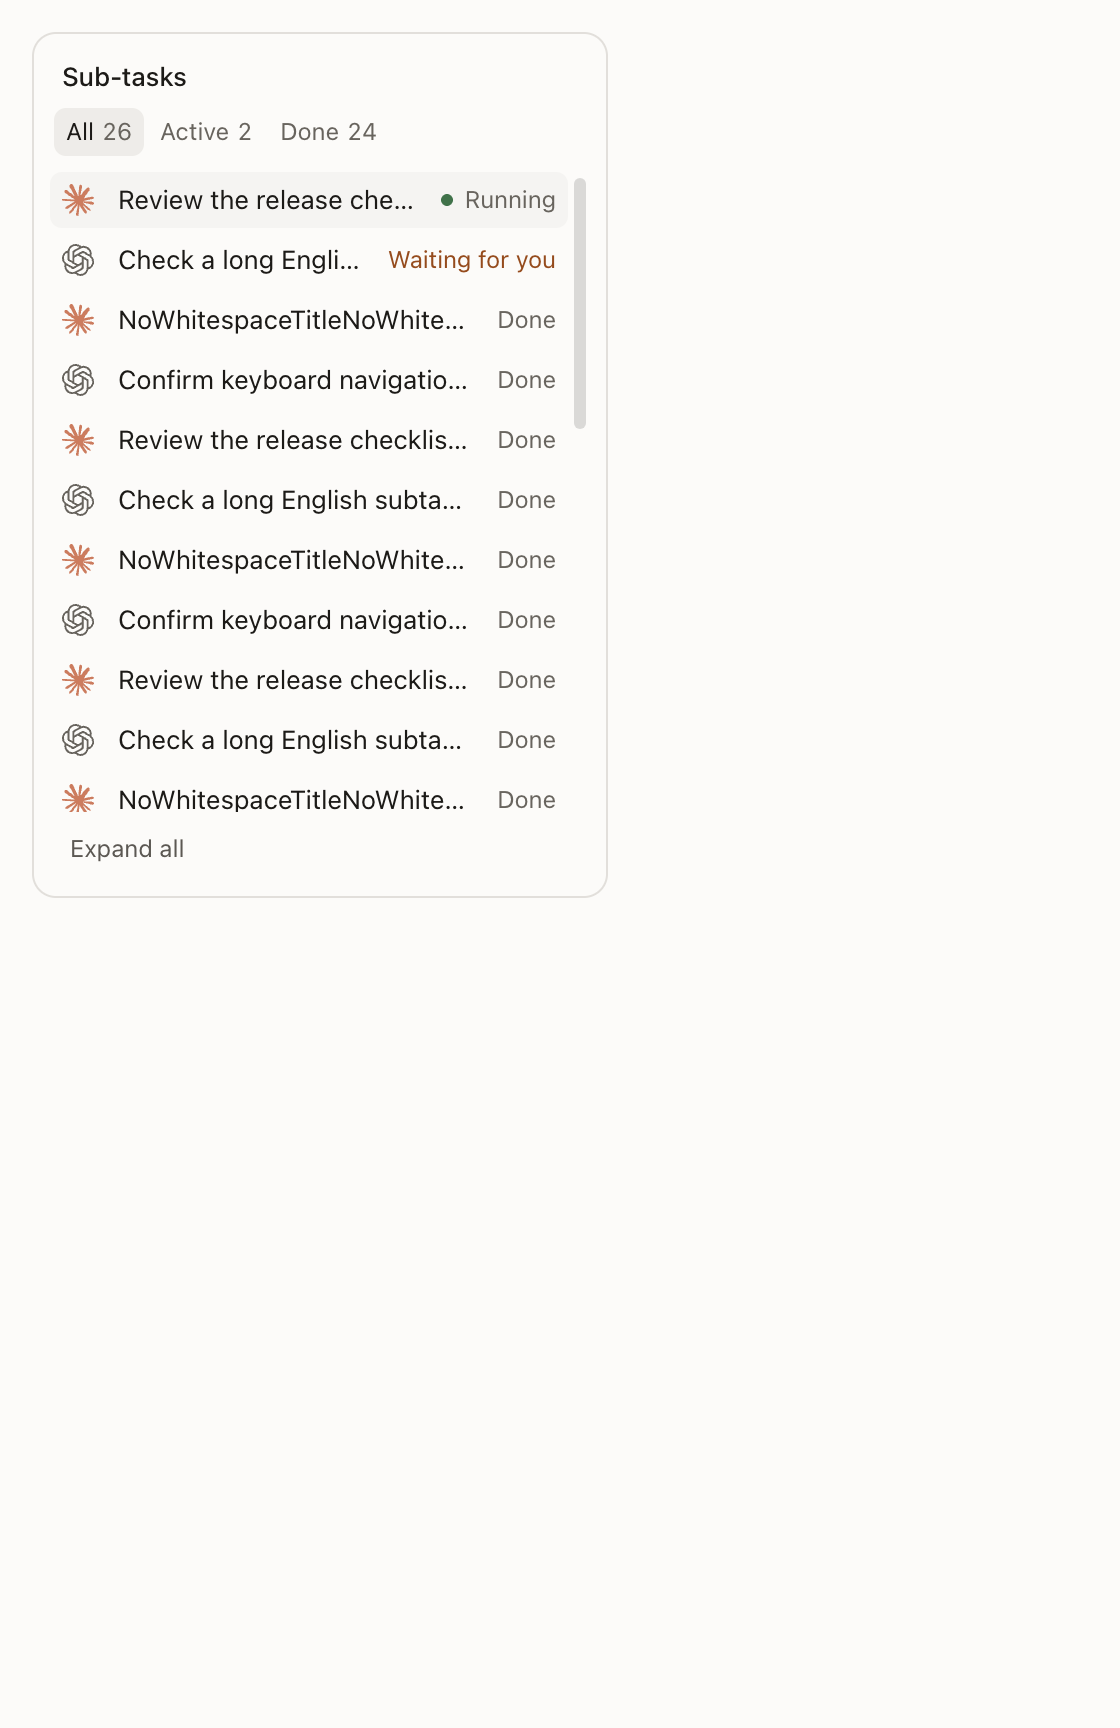 Sub-tasks
All 26 Active 2 Done 24
Review the release che... Running
Check a long Engli... Waiting for you
NoWhitespaceTitleNoWhite... Done
Confirm keyboard navigatio... Done
Review the release checklis... Done
Check a long English subta... Done
NoWhitespaceTitleNoWhite... Done
Confirm keyboard navigatio... Done
Review the release checklis... Done
Check a long English subta... Done
NoWhitespaceTitleNoWhite... Done
Expand all